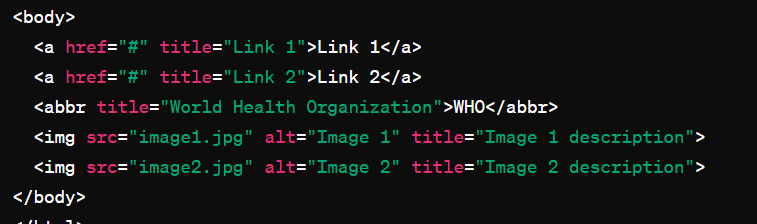 <body>
<a href="#" title="Link 1">Link 1</a>
<a href="#" title="Link 2">Link 2</a>
<abbr title="World Health Organization">WHO</abbr>
<img src="image1.jpg" alt="Image 1" title="Image 1 description">
<img src="image2.jpg" alt="Image 2" title="Image 2 description">
</body>